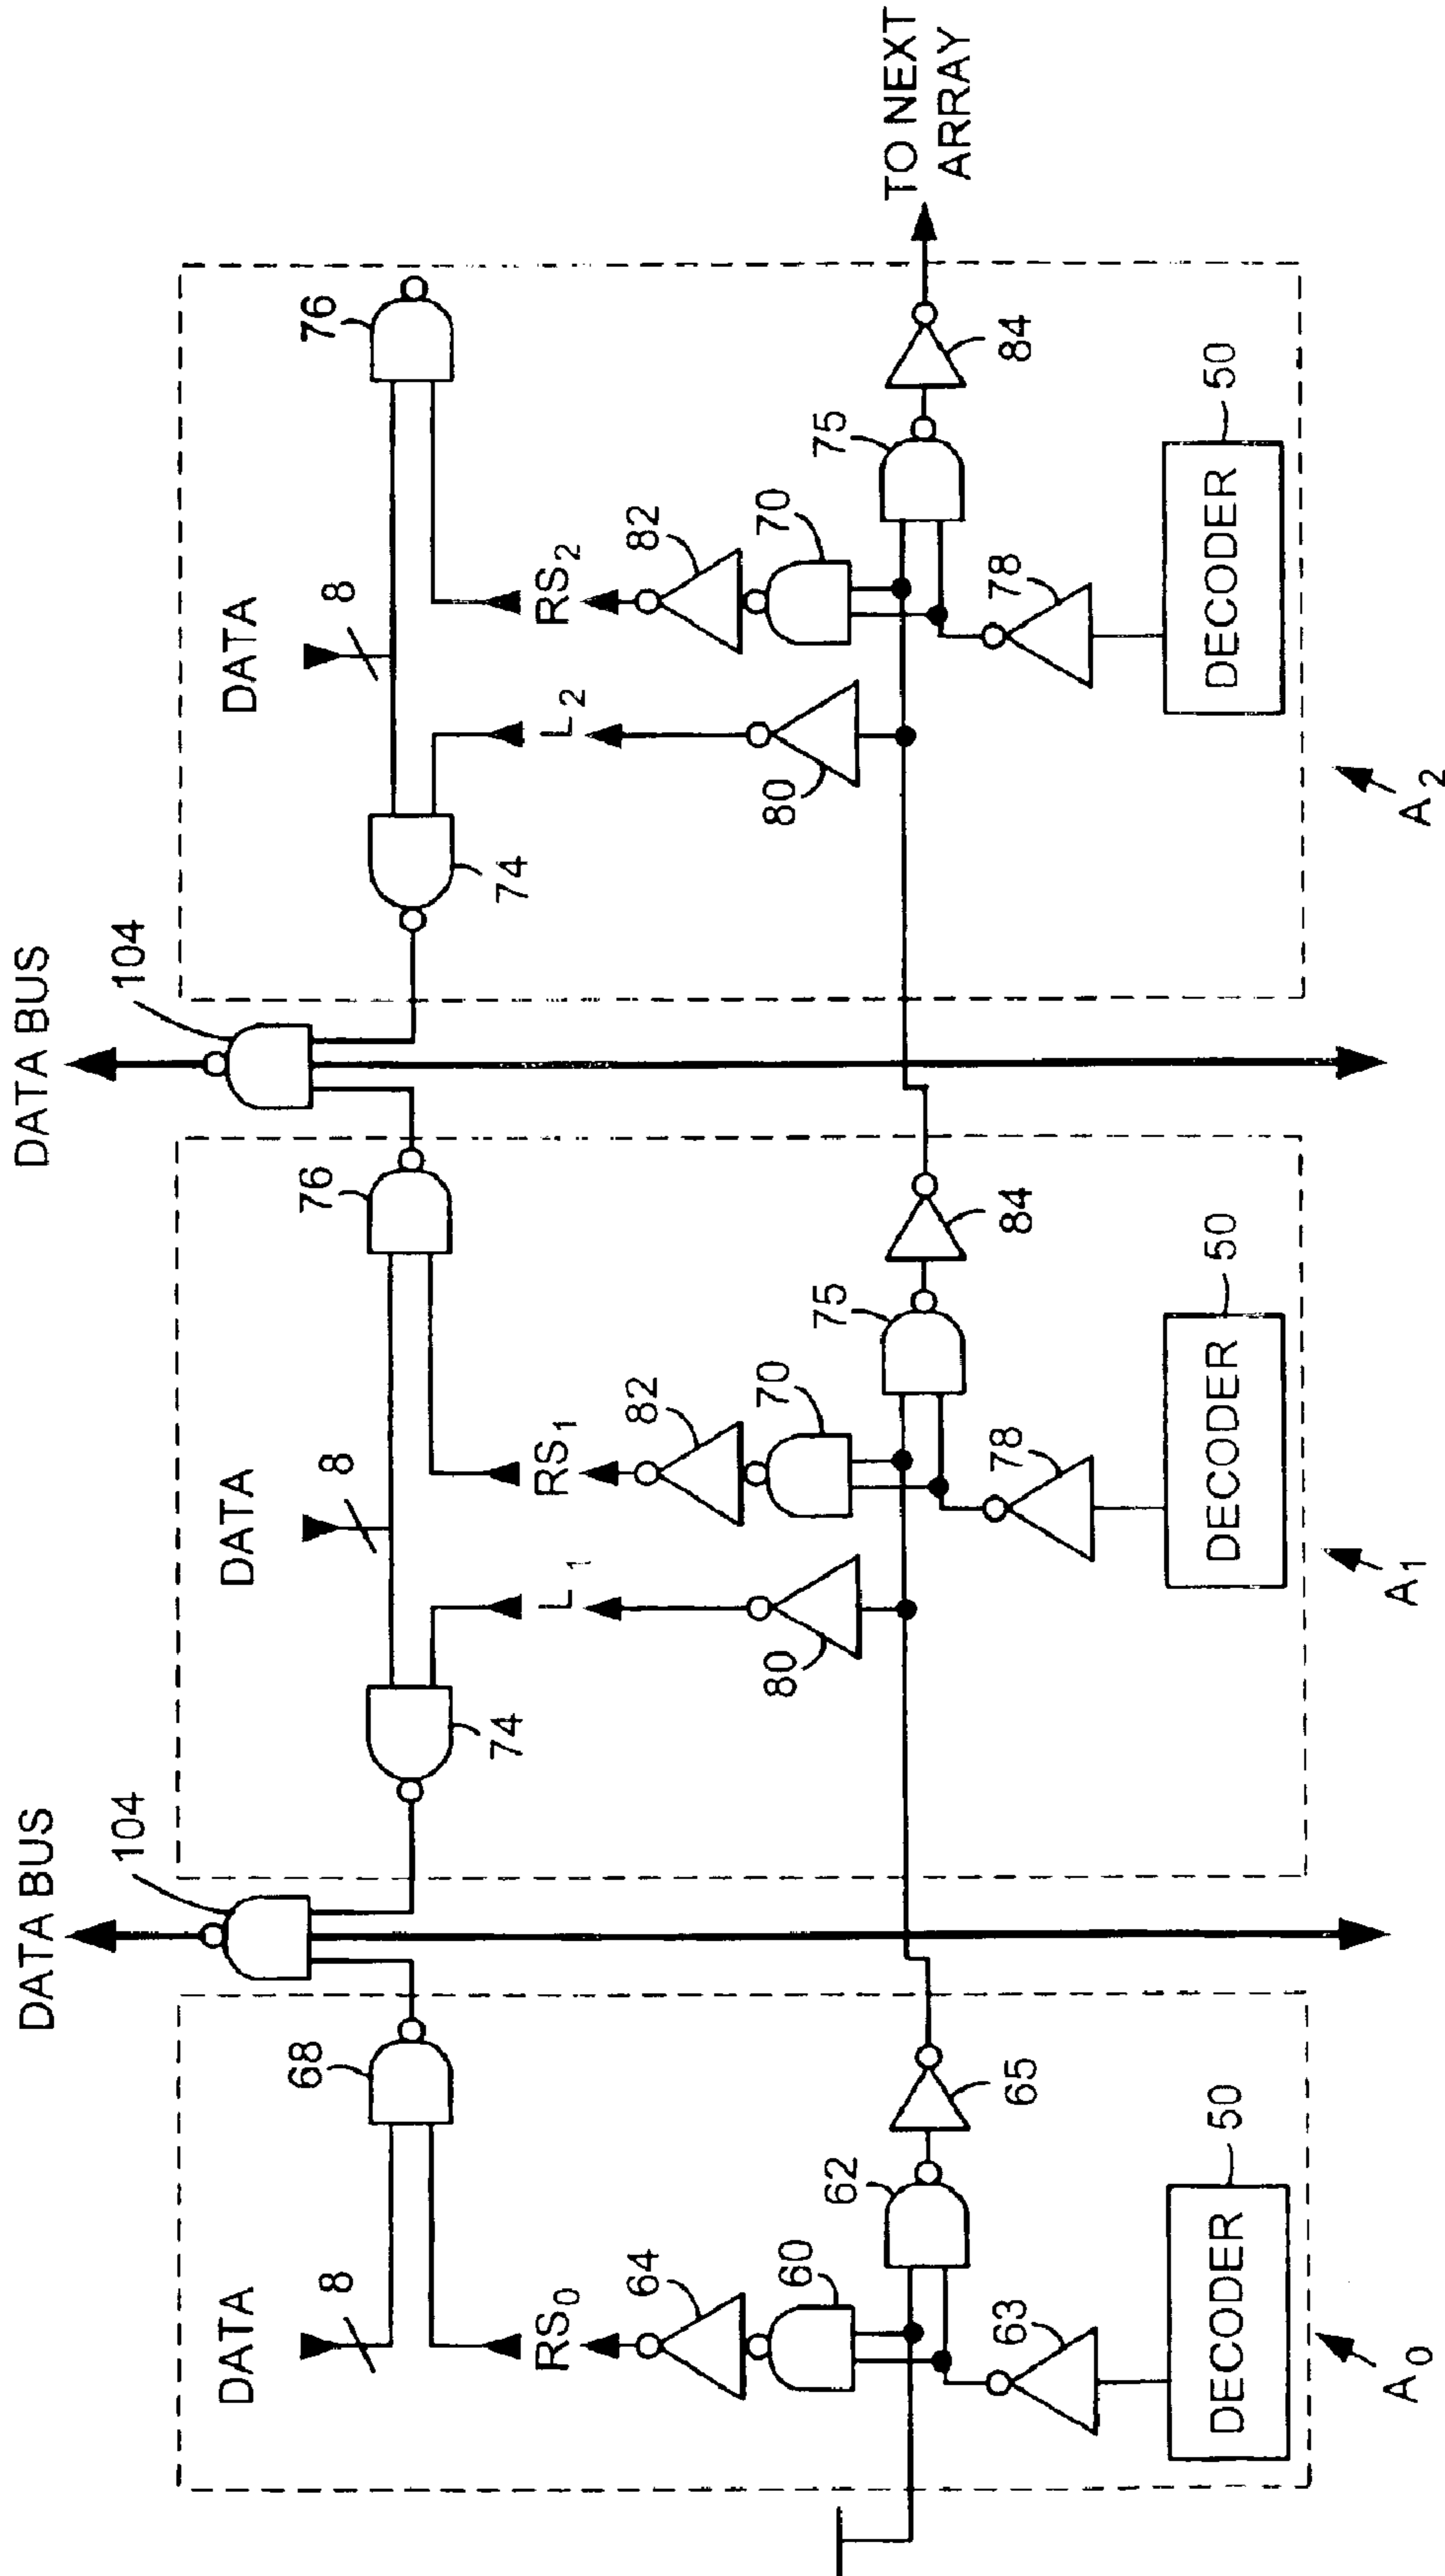 DATA BUS
104
DATA BUS
104
DATA
8
68
RS0
64
60
62
65
63
DECODER
50
A0
DATA
8
74
76
L1
RS1
80
82
70
75
84
78
DECODER
50
A1
DATA
8
74
76
L2
RS2
80
82
70
75
84
78
DECODER
50
A2
TO NEXT
ARRAY